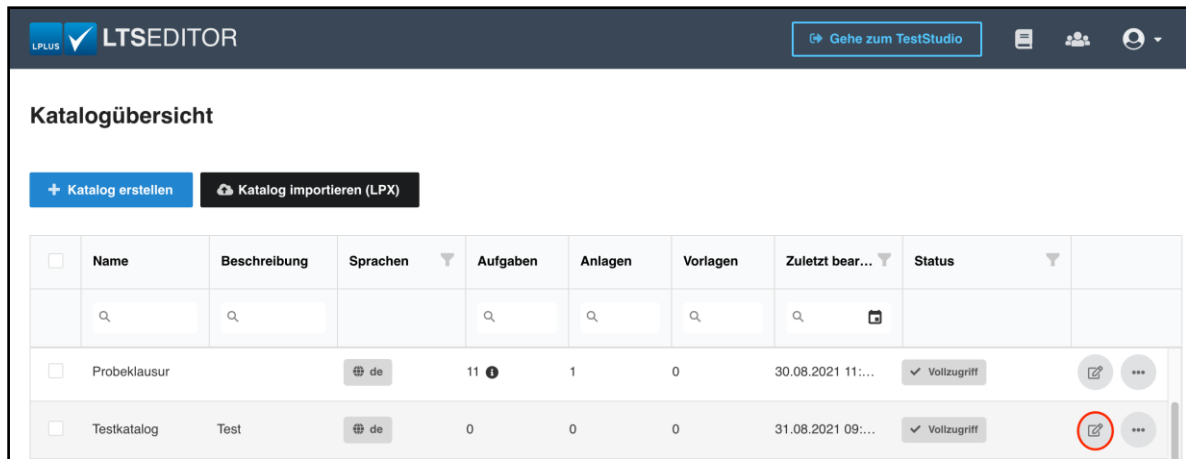 LPLUS LTSEDITOR Gehe zum TestStudio
Katalogübersicht
Katalog erstellen Katalog importieren (LPX)
Name Beschreibung Sprachen Aufgaben Anlagen Vorlagen Zuletzt bear... Status
Probeklausur de 11 1 0 30.08.2021 11:... Vollzugriff
Testkatalog Test de 0 0 0 31.08.2021 09:... Vollzugriff